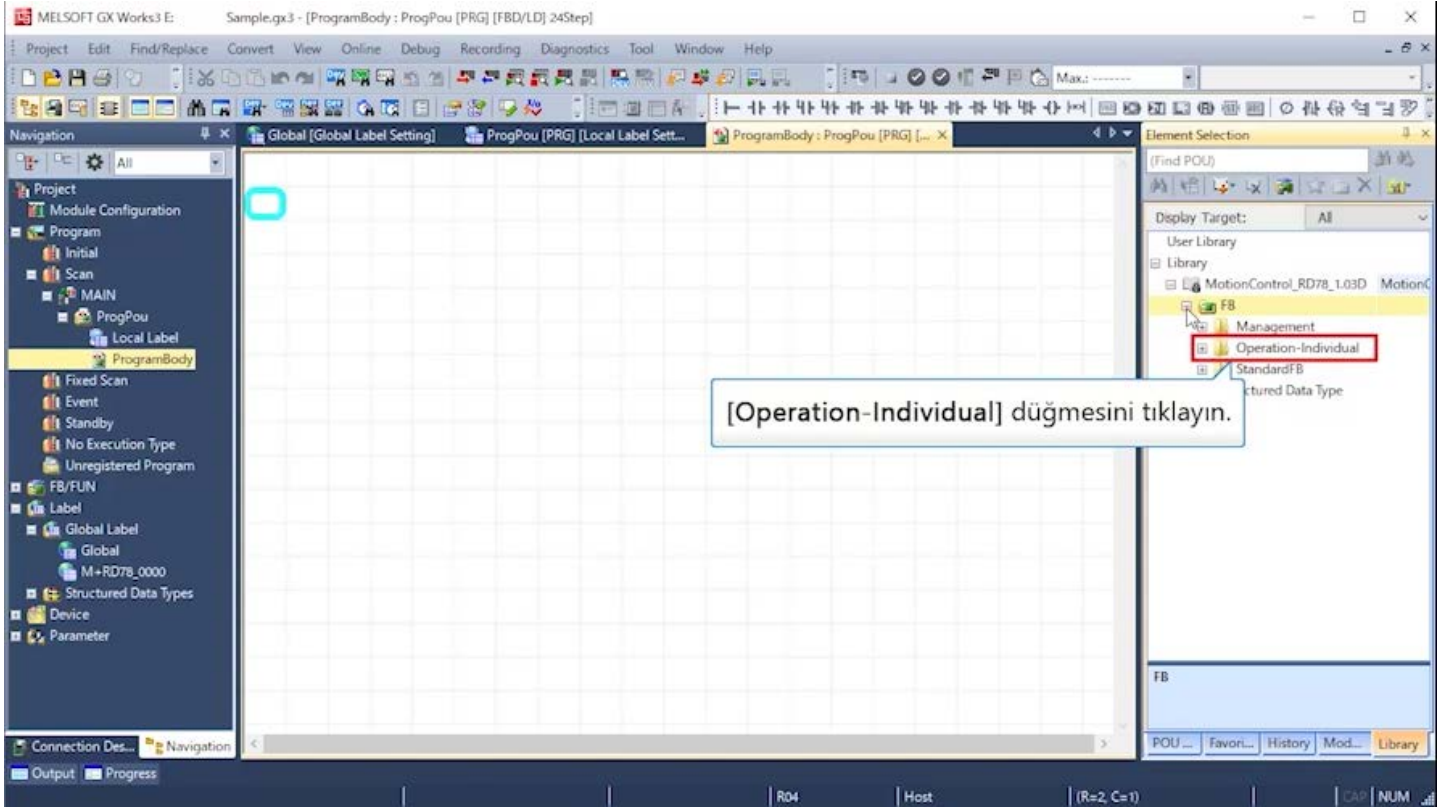 MELSOFT GX Works3 E: Sample.gx3 - [ProgramBody : ProgPou [PRG] [FBD/LD] 24Step]
Project Edit Find/Replace Convert View Online Debug Recording Diagnostics Tool Window Help
Max.: --------
Navigation
All
Project
Module Configuration
Program
Initial
Scan
MAIN
ProgPou
Local Label
ProgramBody
Fixed Scan
Event
Standby
No Execution Type
Unregistered Program
FB/FUN
Label
Global Label
Global
M+RD78_0000
Structured Data Types
Device
Parameter
Connection Des... Navigation
Output Progress
Global [Global Label Setting] ProgPou [PRG] [Local Label Sett... ProgramBody : ProgPou [PRG] [...
[Operation-Individual] düğmesini tıklayın.
Element Selection
(Find POU)
Display Target: All
User Library
Library
MotionControl_RD78_1.03D MotionC
FB
Management
Operation-Individual
StandardFB
ctured Data Type
FB
POU ... Favori... History Mod... Library
R04 Host (R=2, C=1) CAP NUM